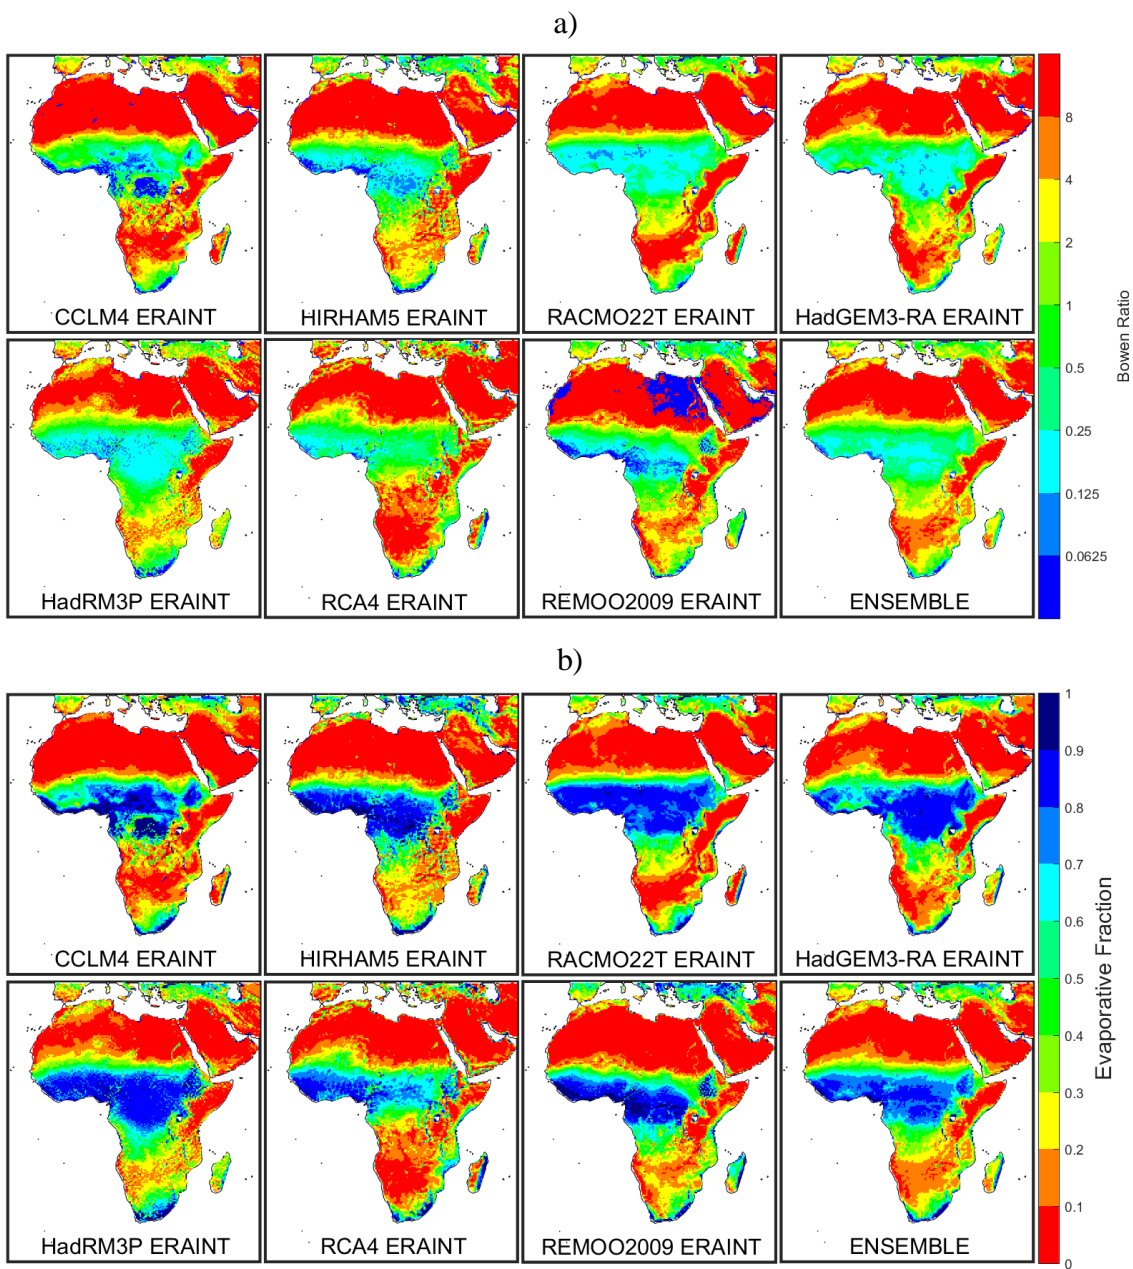 a)
CCLM4 ERAINT
HIRHAM5 ERAINT
RACMO22T ERAINT
HadGEM3-RA ERAINT
HadRM3P ERAINT
RCA4 ERAINT
REMOO2009 ERAINT
ENSEMBLE
8
4
2
1
0.5
0.25
0.125
0.0625
Bowen Ratio
b)
CCLM4 ERAINT
HIRHAM5 ERAINT
RACMO22T ERAINT
HadGEM3-RA ERAINT
HadRM3P ERAINT
RCA4 ERAINT
REMOO2009 ERAINT
ENSEMBLE
1
0.9
0.8
0.7
0.6
0.5
0.4
0.3
0.2
0.1
0
Evaporative Fraction